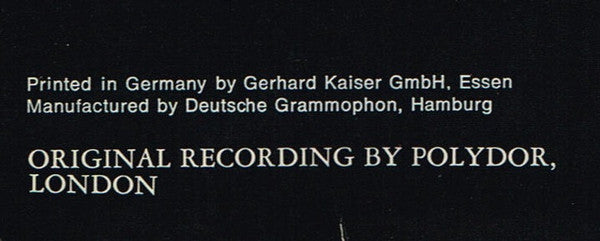 Printed in Germany by Gerhard Kaiser GmbH, Essen
Manufactured by Deutsche Grammophon, Hamburg
ORIGINAL RECORDING BY POLYDOR,
LONDON